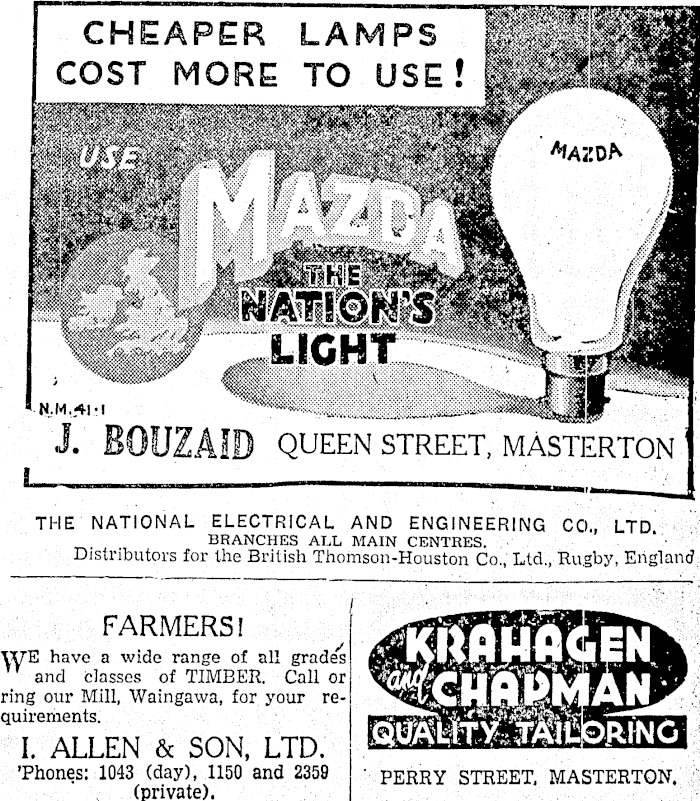 CHEAPER LAMPS
COST MORE TO USE!
USE
MAZDA
MAZDA
THE
NATION'S
LIGHT
N.M.41-1
J. BOUZAID QUEEN STREET, MASTERTON
THE NATIONAL ELECTRICAL AND ENGINEERING CO., LTD.
BRANCHES ALL MAIN CENTRES.
Distributors for the British Thomson-Houston Co., Ltd., Rugby, England
FARMERS!
WE have a wide range of all grades
and classes of TIMBER. Call or
ring our Mill, Waingawa, for your re-
quirements.
I. ALLEN & SON, LTD.
'Phones: 1043 (day), 1150 and 2359
(private).
KRAHAGEN
and CHAPMAN
QUALITY TAILORING
PERRY STREET, MASTERTON.